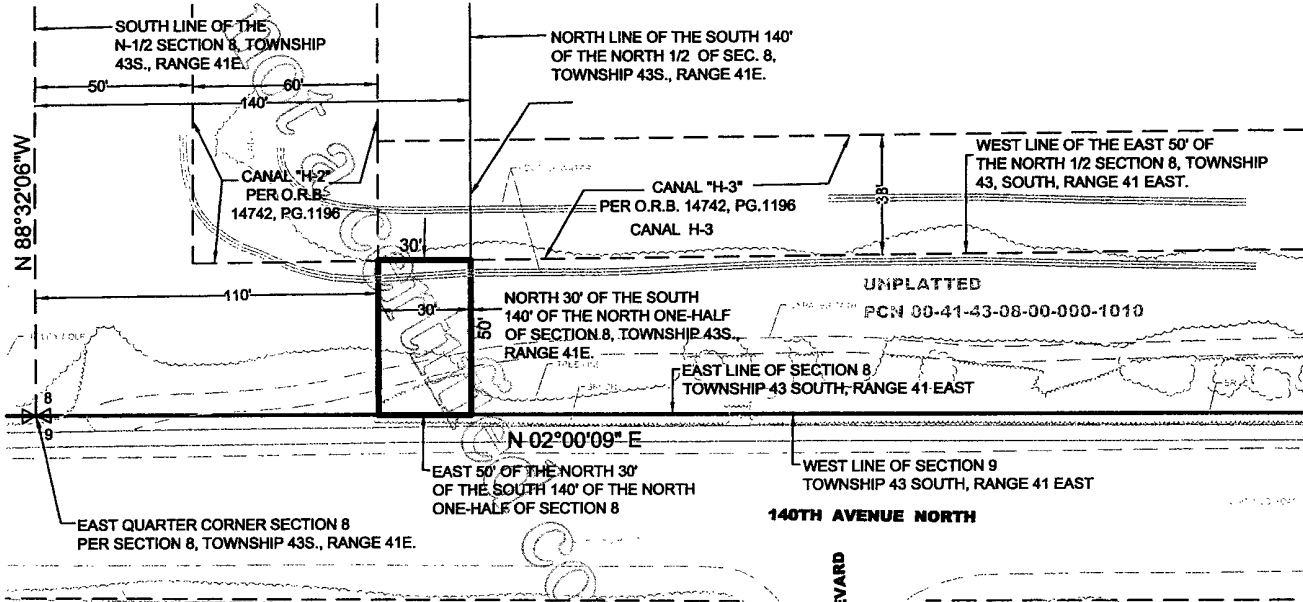 SOUTH LINE OF THE
N-1/2 SECTION 8, TOWNSHIP
43S., RANGE 41E.
NORTH LINE OF THE SOUTH 140'
OF THE NORTH 1/2 OF SEC. 8,
TOWNSHIP 43S., RANGE 41E.
50'
60'
140'
N 88°32'06"W
CANAL "H-2"
PER O.R.B.
14742, PG.1196
CANAL "H-3"
PER O.R.B. 14742, PG.1196
CANAL H-3
38'
WEST LINE OF THE EAST 50' OF
THE NORTH 1/2 SECTION 8, TOWNSHIP
43, SOUTH, RANGE 41 EAST.
30'
110'
30'
50'
NORTH 30' OF THE SOUTH
140' OF THE NORTH ONE-HALF
OF SECTION 8, TOWNSHIP 43S.,
RANGE 41E.
UNPLATTED
PCN 00-41-43-08-00-000-1010
EAST LINE OF SECTION 8
TOWNSHIP 43 SOUTH, RANGE 41 EAST
8
9
N 02°00'09" E
EAST 50' OF THE NORTH 30'
OF THE SOUTH 140' OF THE NORTH
ONE-HALF OF SECTION 8
WEST LINE OF SECTION 9
TOWNSHIP 43 SOUTH, RANGE 41 EAST
140TH AVENUE NORTH
EAST QUARTER CORNER SECTION 8
PER SECTION 8, TOWNSHIP 43S., RANGE 41E.
EVARD
not a certified co